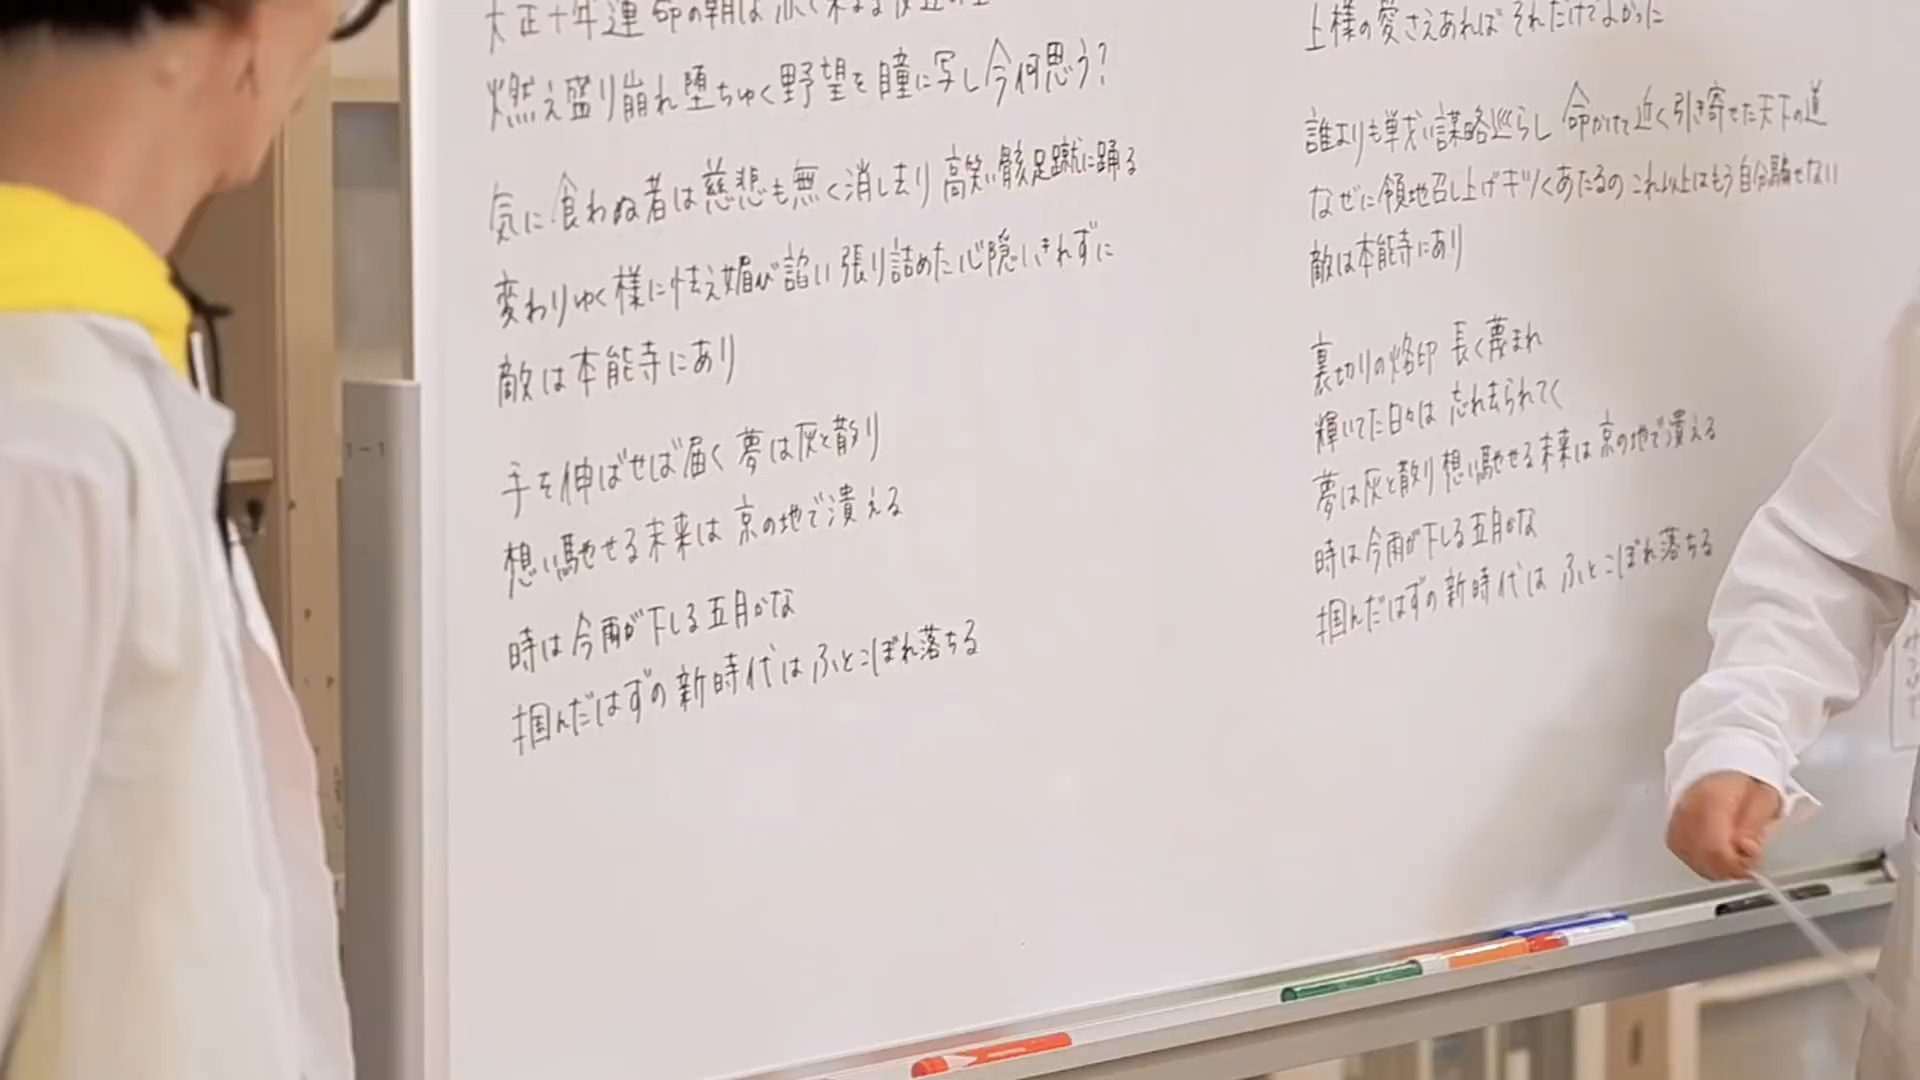 大正十年運命の朝は
燃え盛り崩れ堕ちゆく野望を瞳に写し今何思う?
気に食わぬ者は慈悲も無く消し去り 高笑い骸足蹴に踊る
変わりゆく様に怯え媚び諂い 張り詰めた心隠しきれずに
敵は本能寺にあり
手を伸ばせば届く 夢は灰と散り
想い馳せる未来は 京の地で潰える
時は今雨が下しる五月かな
掴んだはずの新時代は ふとこぼれ落ちる
上様の愛さえあれば それだけでよかった
誰よりも戦い謀略巡らし 命かけて近く引き寄せた天下の道
なぜに領地召し上げキツくあたるの これ以上はもう自分騙せない
敵は本能寺にあり
裏切りの烙印 長く蔑まれ
輝いてた日々は 忘れ去られてく
夢は灰と散り 想い馳せる未来は 京の地で潰える
時は今雨が下しる五月かな
掴んだはずの新時代は ふとこぼれ落ちる
1-1